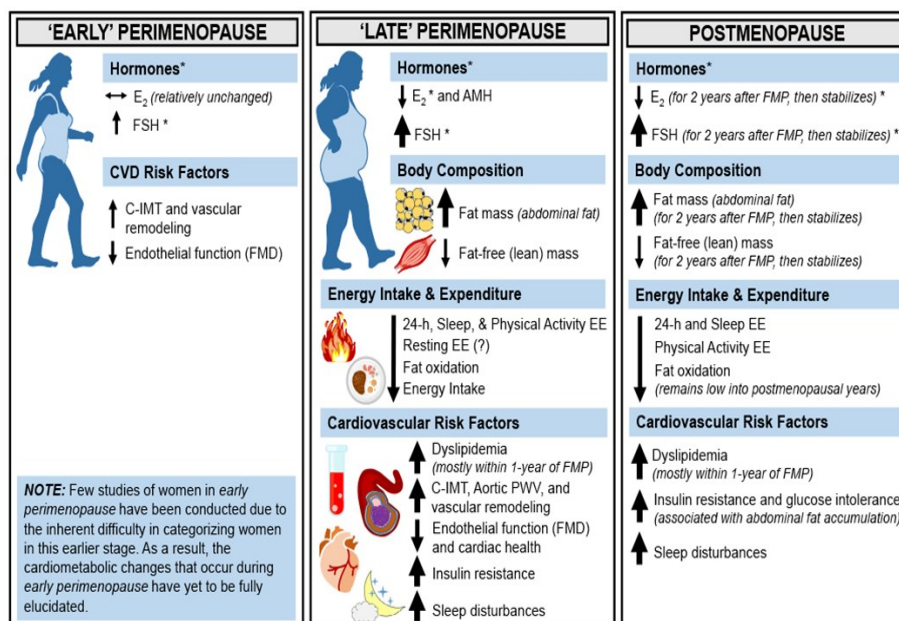 'EARLY' PERIMENOPAUSE
Hormones*
E₂ (relatively unchanged)
FSH *
CVD Risk Factors
C-IMT and vascular
remodeling
Endothelial function (FMD)
NOTE: Few studies of women in early
perimenopause have been conducted due to
the inherent difficulty in categorizing women
in this earlier stage. As a result, the
cardiometabolic changes that occur during
early perimenopause have yet to be fully
elucidated.
'LATE' PERIMENOPAUSE
Hormones*
E₂ * and AMH
FSH *
Body Composition
Fat mass (abdominal fat)
Fat-free (lean) mass
Energy Intake & Expenditure
24-h, Sleep, & Physical Activity EE
Resting EE (?)
Fat oxidation
Energy Intake
Cardiovascular Risk Factors
Dyslipidemia
(mostly within 1-year of FMP)
C-IMT, Aortic PWV, and
vascular remodeling
Endothelial function (FMD)
and cardiac health
Insulin resistance
Sleep disturbances
POSTMENOPAUSE
Hormones*
E₂ (for 2 years after FMP, then stabilizes) *
FSH (for 2 years after FMP, then stabilizes) *
Body Composition
Fat mass (abdominal fat)
(for 2 years after FMP, then stabilizes)
Fat-free (lean) mass
(for 2 years after FMP, then stabilizes)
Energy Intake & Expenditure
24-h and Sleep EE
Physical Activity EE
Fat oxidation
(remains low into postmenopausal years)
Cardiovascular Risk Factors
Dyslipidemia
(mostly within 1-year of FMP)
Insulin resistance and glucose intolerance
(associated with abdominal fat accumulation)
Sleep disturbances